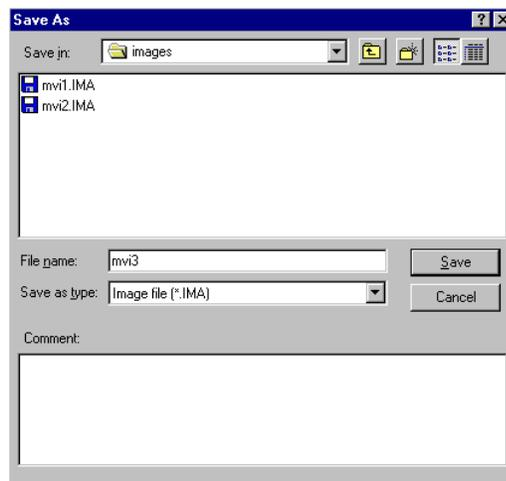 Save As
Save in: images
mvi1.IMA
mvi2.IMA
File name: mvi3 Save
Save as type: Image file (*.IMA) Cancel
Comment: